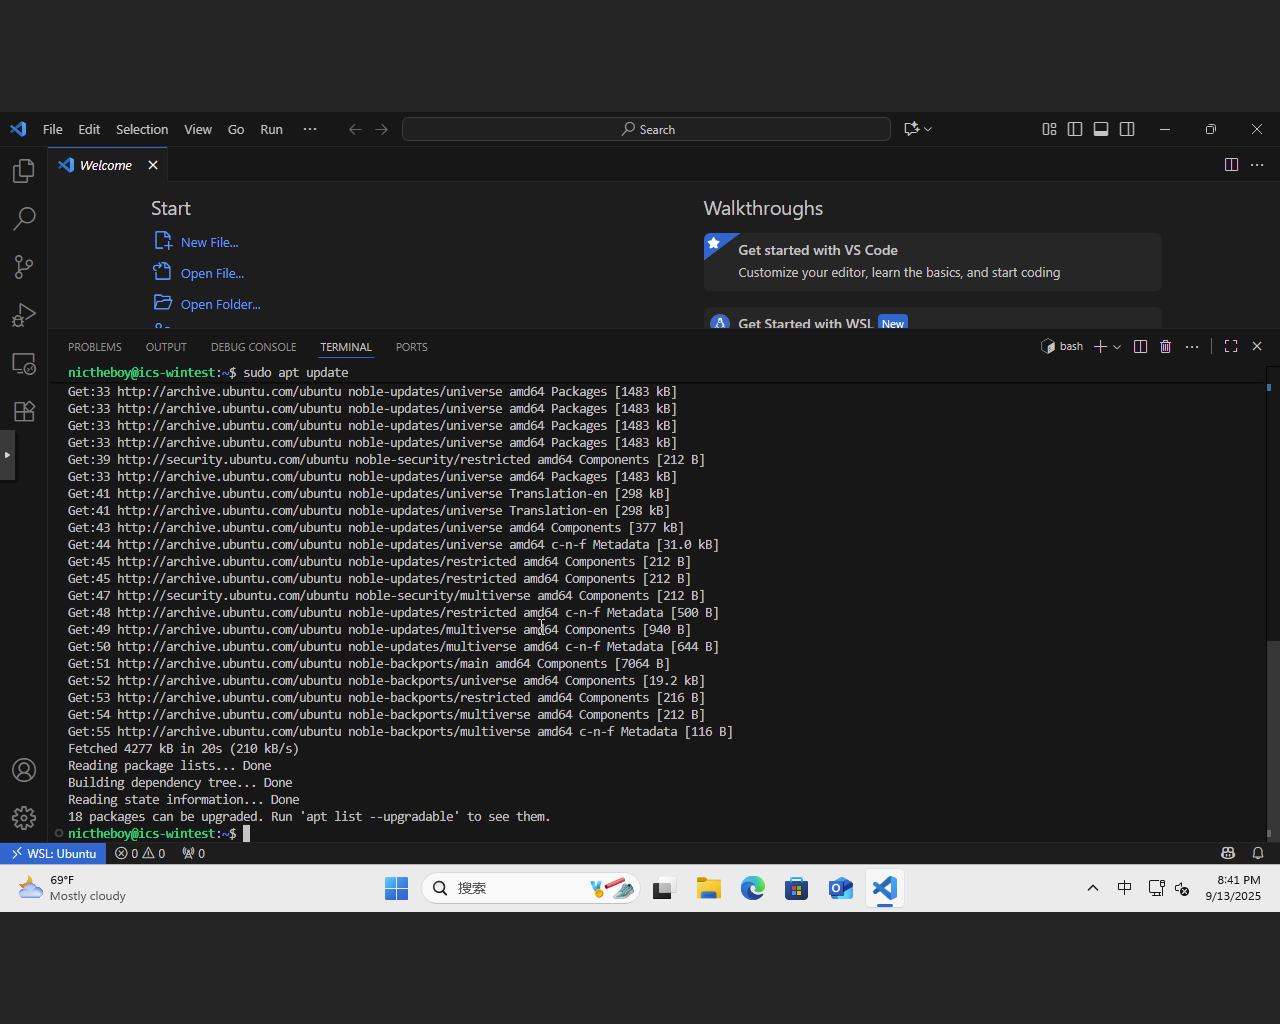 File Edit Selection View Go Run ··· Search
Welcome
Start
New File...
Open File...
Open Folder...
Walkthroughs
Get started with VS Code
Customize your editor, learn the basics, and start coding
Get Started with WSL New
PROBLEMS OUTPUT DEBUG CONSOLE TERMINAL PORTS bash
nictheboy@ics-wintest:~$ sudo apt update
Get:33 http://archive.ubuntu.com/ubuntu noble-updates/universe amd64 Packages [1483 kB]
Get:33 http://archive.ubuntu.com/ubuntu noble-updates/universe amd64 Packages [1483 kB]
Get:33 http://archive.ubuntu.com/ubuntu noble-updates/universe amd64 Packages [1483 kB]
Get:33 http://archive.ubuntu.com/ubuntu noble-updates/universe amd64 Packages [1483 kB]
Get:39 http://security.ubuntu.com/ubuntu noble-security/restricted amd64 Components [212 B]
Get:33 http://archive.ubuntu.com/ubuntu noble-updates/universe amd64 Packages [1483 kB]
Get:41 http://archive.ubuntu.com/ubuntu noble-updates/universe Translation-en [298 kB]
Get:41 http://archive.ubuntu.com/ubuntu noble-updates/universe Translation-en [298 kB]
Get:43 http://archive.ubuntu.com/ubuntu noble-updates/universe amd64 Components [377 kB]
Get:44 http://archive.ubuntu.com/ubuntu noble-updates/universe amd64 c-n-f Metadata [31.0 kB]
Get:45 http://archive.ubuntu.com/ubuntu noble-updates/restricted amd64 Components [212 B]
Get:45 http://archive.ubuntu.com/ubuntu noble-updates/restricted amd64 Components [212 B]
Get:47 http://security.ubuntu.com/ubuntu noble-security/multiverse amd64 Components [212 B]
Get:48 http://archive.ubuntu.com/ubuntu noble-updates/restricted amd64 c-n-f Metadata [500 B]
Get:49 http://archive.ubuntu.com/ubuntu noble-updates/multiverse amd64 Components [940 B]
Get:50 http://archive.ubuntu.com/ubuntu noble-updates/multiverse amd64 c-n-f Metadata [644 B]
Get:51 http://archive.ubuntu.com/ubuntu noble-backports/main amd64 Components [7064 B]
Get:52 http://archive.ubuntu.com/ubuntu noble-backports/universe amd64 Components [19.2 kB]
Get:53 http://archive.ubuntu.com/ubuntu noble-backports/restricted amd64 Components [216 B]
Get:54 http://archive.ubuntu.com/ubuntu noble-backports/multiverse amd64 Components [212 B]
Get:55 http://archive.ubuntu.com/ubuntu noble-backports/multiverse amd64 c-n-f Metadata [116 B]
Fetched 4277 kB in 20s (210 kB/s)
Reading package lists... Done
Building dependency tree... Done
Reading state information... Done
18 packages can be upgraded. Run 'apt list --upgradable' to see them.
nictheboy@ics-wintest:~$
WSL: Ubuntu 0 0 0
69°F
Mostly cloudy
搜索
中
8:41 PM
9/13/2025